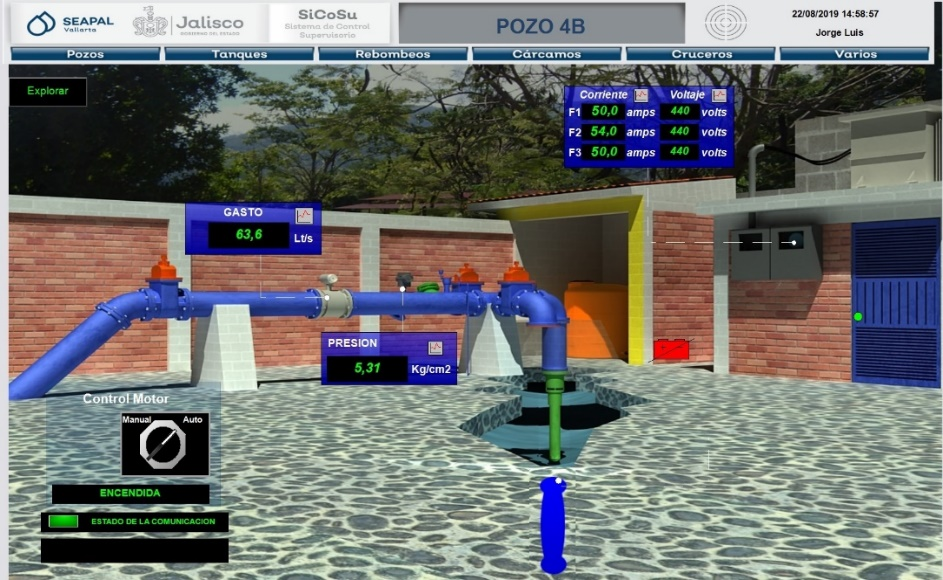 SEAPAL
Vallarta
Jalisco
GOBIERNO DEL ESTADO
SiCoSu
Sistema de Control
Supervisorio
POZO 4B
22/08/2019 14:58:57
Jorge Luis
Pozos Tanques Rebombeos Cárcamos Cruceros Varios
Explorar
Corriente Voltaje
F1 50,0 amps 440 volts
F2 54,0 amps 440 volts
F3 50,0 amps 440 volts
GASTO
63,6 Lt/s
PRESION
5,31 Kg/cm2
Control Motor
Manual Auto
ENCENDIDA
ESTADO DE LA COMUNICACION